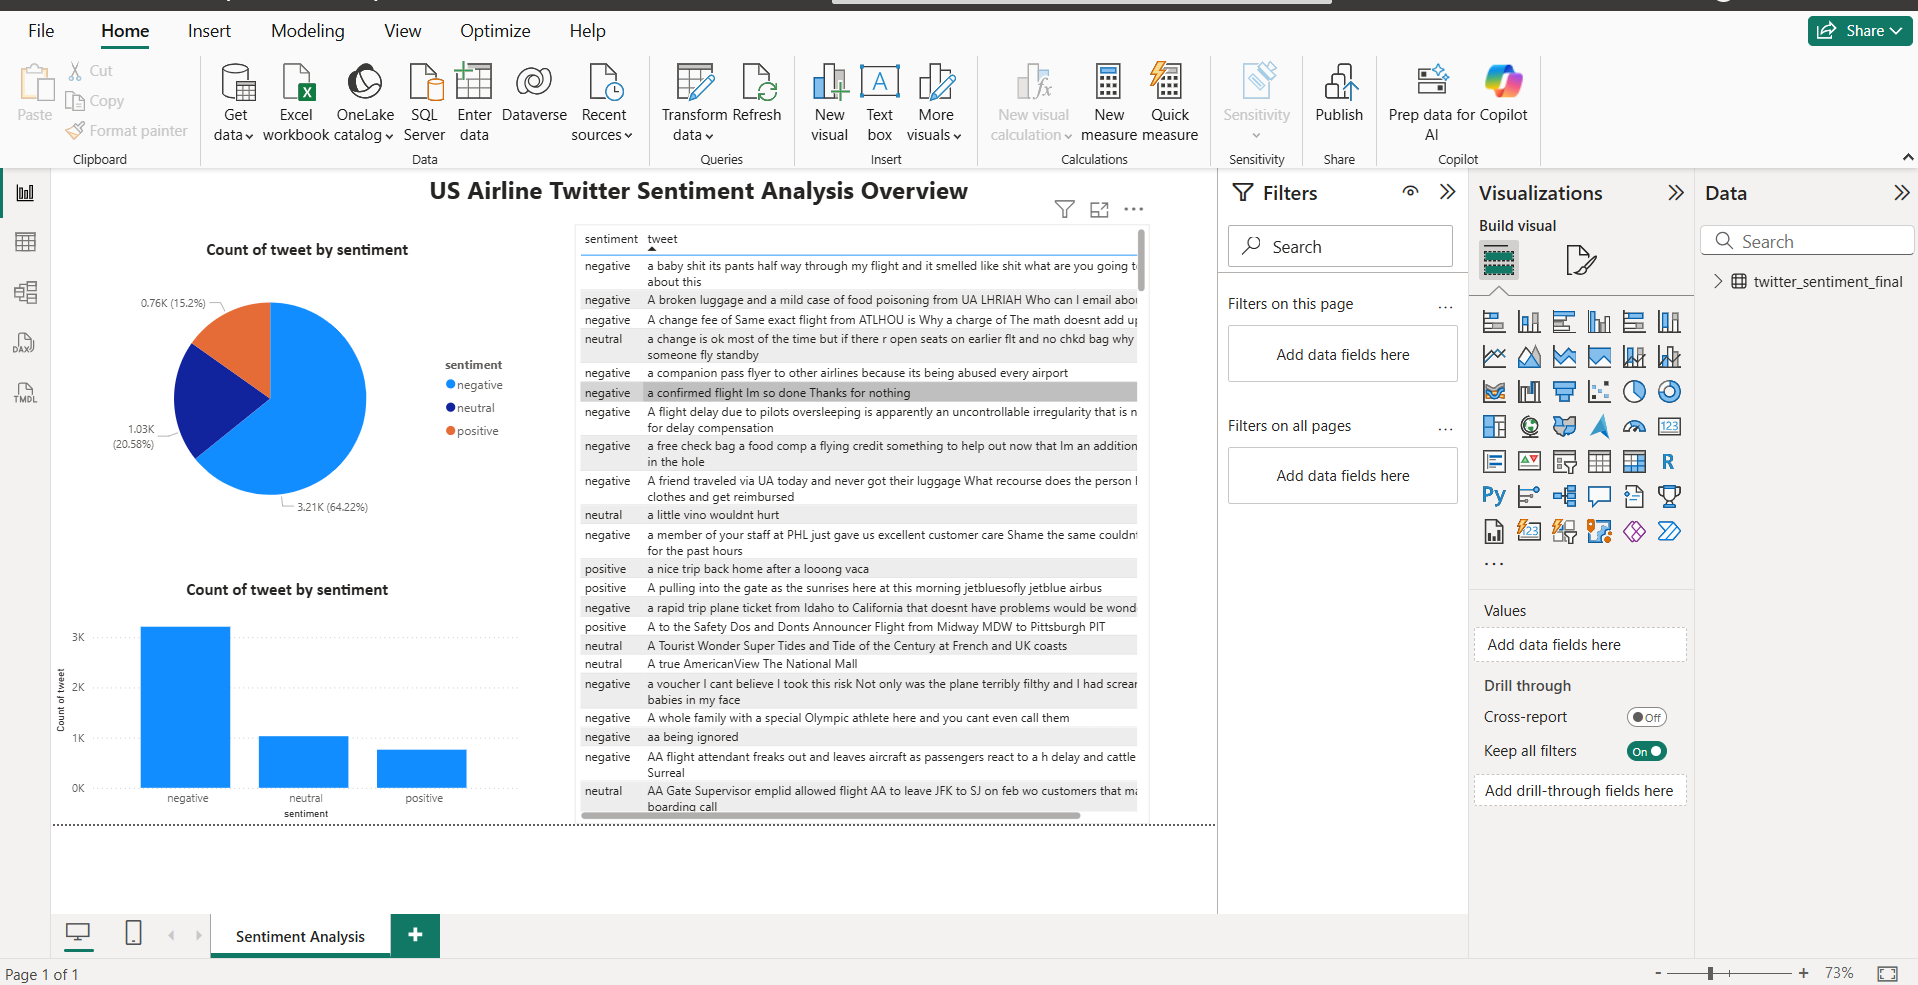 File Home Insert Modeling View Optimize Help Share
Paste
Cut
Copy
Format painter
Clipboard
Get data
Excel workbook
OneLake catalog
SQL Server
Enter data
Dataverse
Recent sources
Data
Transform data
Refresh
Queries
New visual
Text box
More visuals
Insert
New visual calculation
New measure
Quick measure
Calculations
Sensitivity
Sensitivity
Publish
Share
Prep data for AI
Copilot
Copilot
DAX
TMDL
US Airline Twitter Sentiment Analysis Overview
Count of tweet by sentiment
0.76K (15.2%)
1.03K
(20.58%)
3.21K (64.22%)
sentiment
negative
neutral
positive
Count of tweet by sentiment
Count of tweet
3K
2K
1K
0K
negative neutral positive
sentiment
sentiment tweet
negative a baby shit its pants half way through my flight and it smelled like shit what are you going
about this
negative A broken luggage and a mild case of food poisoning from UA LHRIAH Who can I email
negative A change fee of Same exact flight from ATLHOU is Why a charge of The math doesnt add
neutral a change is ok most of the time but if there r open seats on earlier flt and no chkd bag why
someone fly standby
negative a companion pass flyer to other airlines because its being abused every airport
negative a confirmed flight Im so done Thanks for nothing
negative A flight delay due to pilots oversleeping is apparently an uncontrollable irregularity that is
for delay compensation
negative a free check bag a food comp a flying credit something to help out now that Im an addition
in the hole
negative A friend traveled via UA today and never got their luggage What recourse does the person
clothes and get reimbursed
neutral a little vino wouldnt hurt
negative a member of your staff at PHL just gave us excellent customer care Shame the same couldn
for the past hours
positive a nice trip back home after a looong vaca
positive A pulling into the gate as the sunrises here at this morning jetbluesofly jetblue airbus
negative a rapid trip plane ticket from Idaho to California that doesnt have problems would be wond
positive A to the Safety Dos and Donts Announcer Flight from Midway MDW to Pittsburgh PIT
neutral A Tourist Wonder Super Tides and Tide of the Century at French and UK coasts
neutral A true AmericanView The National Mall
negative a voucher I cant believe I took this risk Not only was the plane terribly filthy and I had screar
babies in my face
negative A whole family with a special Olympic athlete here and you cant even call them
negative aa being ignored
negative AA flight attendant freaks out and leaves aircraft as passengers react to a h delay and cattle
Surreal
neutral AA Gate Supervisor emplid allowed flight AA to leave JFK to SJ on feb wo customers that
boarding call
Filters
Search
Filters on this page ...
Add data fields here
Filters on all pages ...
Add data fields here
Visualizations
Build visual
123
R
Py
123
...
Values
Add data fields here
Drill through
Cross-report Off
Keep all filters On
Add drill-through fields here
Data
Search
twitter_sentiment_final
Sentiment Analysis
+
Page 1 of 1
- + 73%